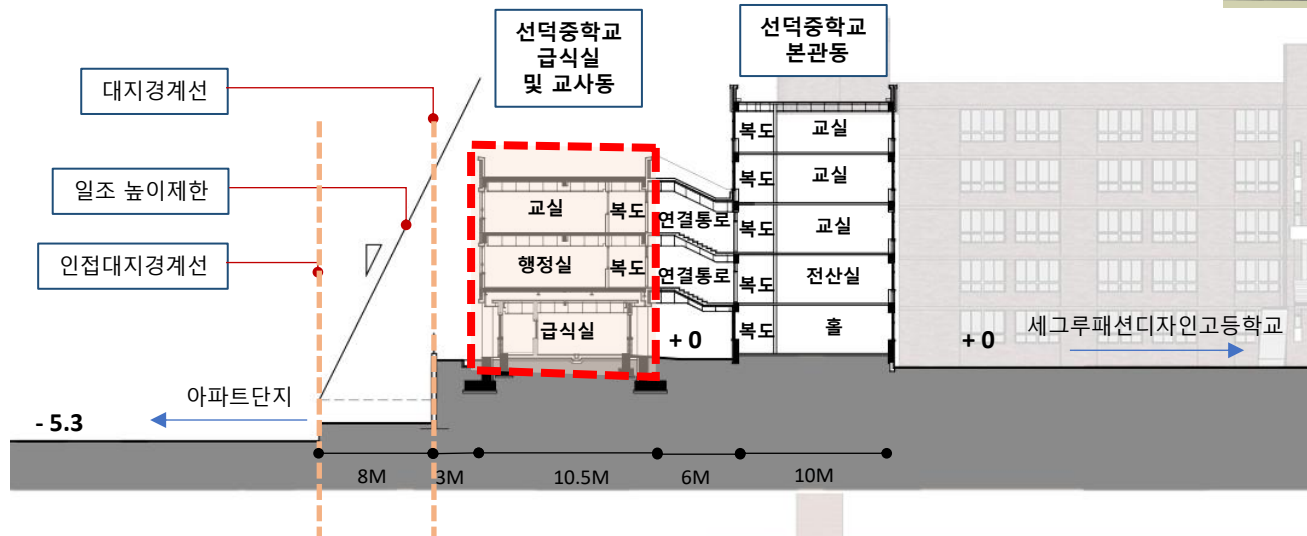 선덕중학교
급식실
및 교사동
선덕중학교
본관동
대지경계선
일조 높이제한
인접대지경계선
복도
교실
복도
교실
교실
복도
연결통로
복도
교실
행정실
복도
연결통로
복도
전산실
급식실
+ 0
복도
홀
+ 0
세그루패션디자인고등학교
아파트단지
- 5.3
8M
3M
10.5M
6M
10M